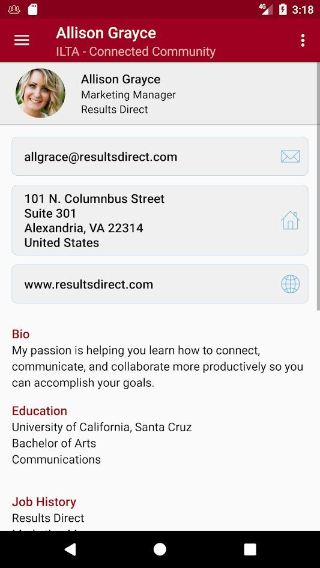 3:18
Allison Grayce
ILTA - Connected Community
Allison Grayce
Marketing Manager
Results Direct
allgrace@resultsdirect.com
101 N. Columnbus Street
Suite 301
Alexandria, VA 22314
United States
www.resultsdirect.com
Bio
My passion is helping you learn how to connect,
communicate, and collaborate more productively so you
can accomplish your goals.
Education
University of California, Santa Cruz
Bachelor of Arts
Communications
Job History
Results Direct